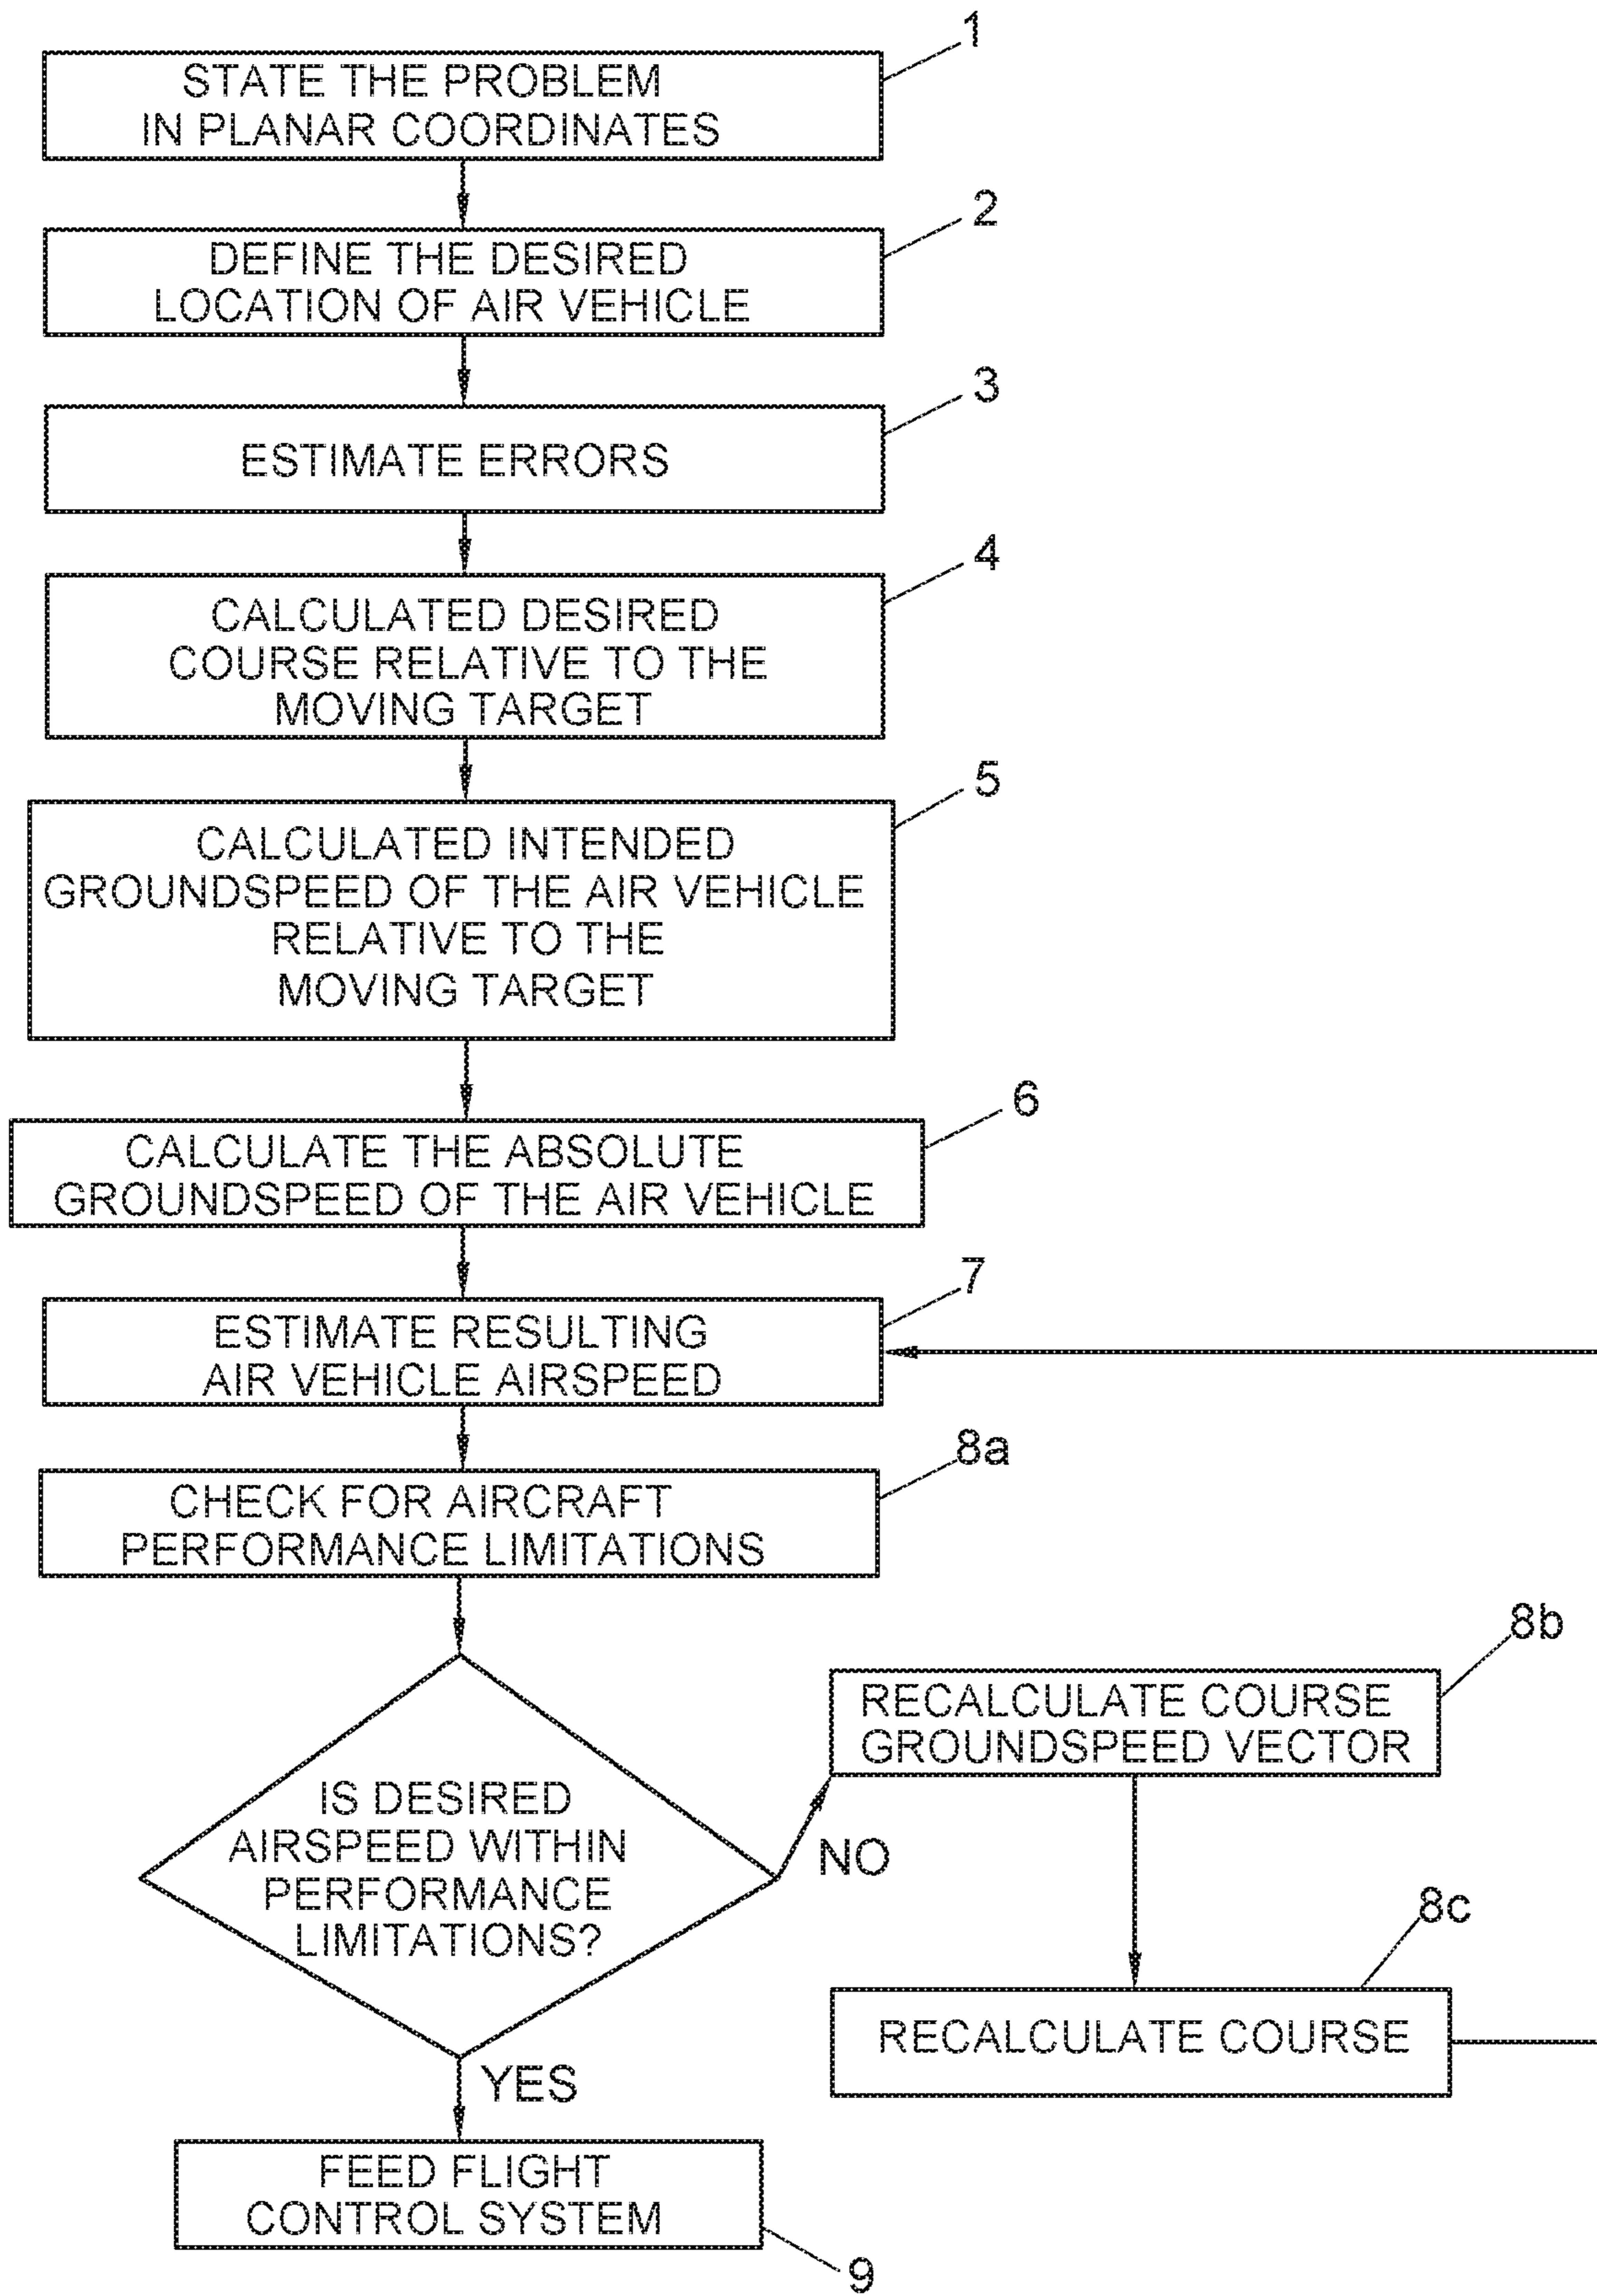 1
STATE THE PROBLEM
IN PLANAR COORDINATES
2
DEFINE THE DESIRED
LOCATION OF AIR VEHICLE
3
ESTIMATE ERRORS
4
CALCULATED DESIRED
COURSE RELATIVE TO THE
MOVING TARGET
5
CALCULATED INTENDED
GROUNDSPEED OF THE AIR VEHICLE
RELATIVE TO THE
MOVING TARGET
6
CALCULATE THE ABSOLUTE
GROUNDSPEED OF THE AIR VEHICLE
7
ESTIMATE RESULTING
AIR VEHICLE AIRSPEED
8a
CHECK FOR AIRCRAFT
PERFORMANCE LIMITATIONS
IS DESIRED
AIRSPEED WITHIN
PERFORMANCE
LIMITATIONS?
NO
8b
RECALCULATE COURSE
GROUNDSPEED VECTOR
8c
RECALCULATE COURSE
YES
FEED FLIGHT
CONTROL SYSTEM
9